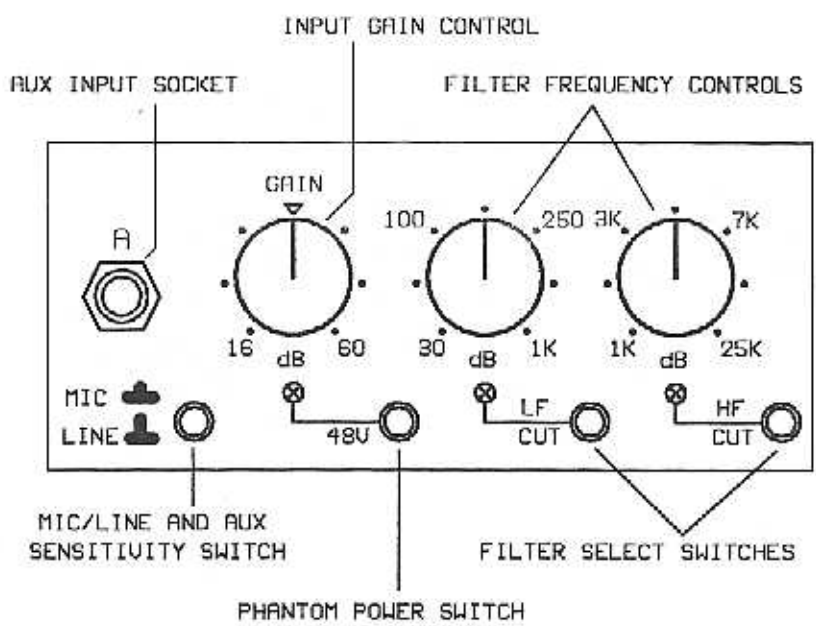 INPUT GAIN CONTROL
AUX INPUT SOCKET
FILTER FREQUENCY CONTROLS
GAIN
A
100
250
3K
7K
16
60
30
1K
1K
25K
dB
dB
dB
MIC
LINE
48V
LF
CUT
HF
CUT
MIC/LINE AND AUX
SENSITIVITY SWITCH
FILTER SELECT SWITCHES
PHANTOM POWER SWITCH